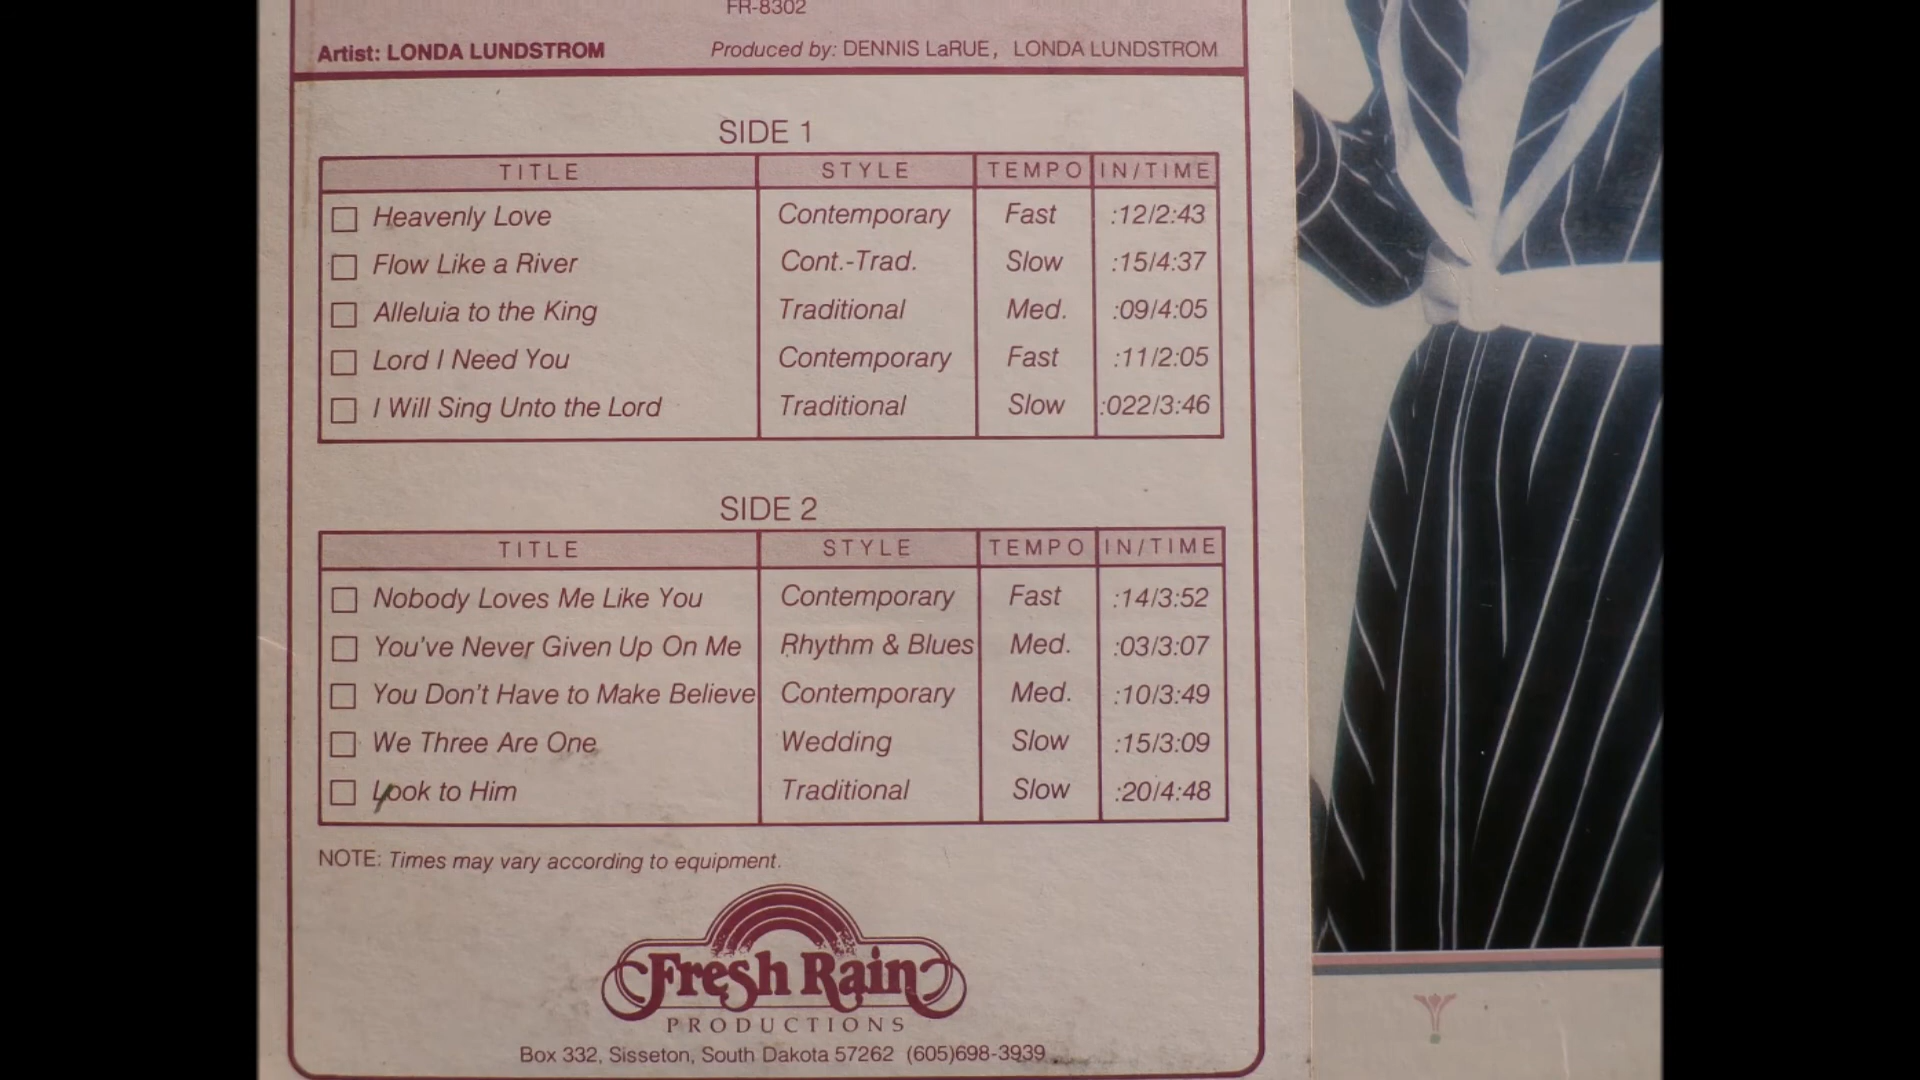 FR-8302
Artist: LONDA LUNDSTROM Produced by: DENNIS LaRUE, LONDA LUNDSTROM
SIDE 1
TITLE STYLE TEMPO IN/TIME
Heavenly Love Contemporary Fast :12/2:43
Flow Like a River Cont.-Trad. Slow :15/4:37
Alleluia to the King Traditional Med. :09/4:05
Lord I Need You Contemporary Fast :11/2:05
I Will Sing Unto the Lord Traditional Slow :022/3:46
SIDE 2
TITLE STYLE TEMPO IN/TIME
Nobody Loves Me Like You Contemporary Fast :14/3:52
You've Never Given Up On Me Rhythm & Blues Med. :03/3:07
You Don't Have to Make Believe Contemporary Med. :10/3:49
We Three Are One Wedding Slow :15/3:09
Look to Him Traditional Slow :20/4:48
NOTE: Times may vary according to equipment.
Fresh Rain
PRODUCTIONS
Box 332, Sisseton, South Dakota 57262 (605)698-3939